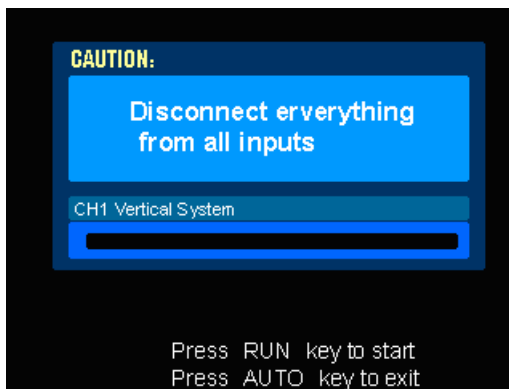 CAUTION:
Disconnect erverything
from all inputs
CH1 Vertical System
Press RUN key to start
Press AUTO key to exit